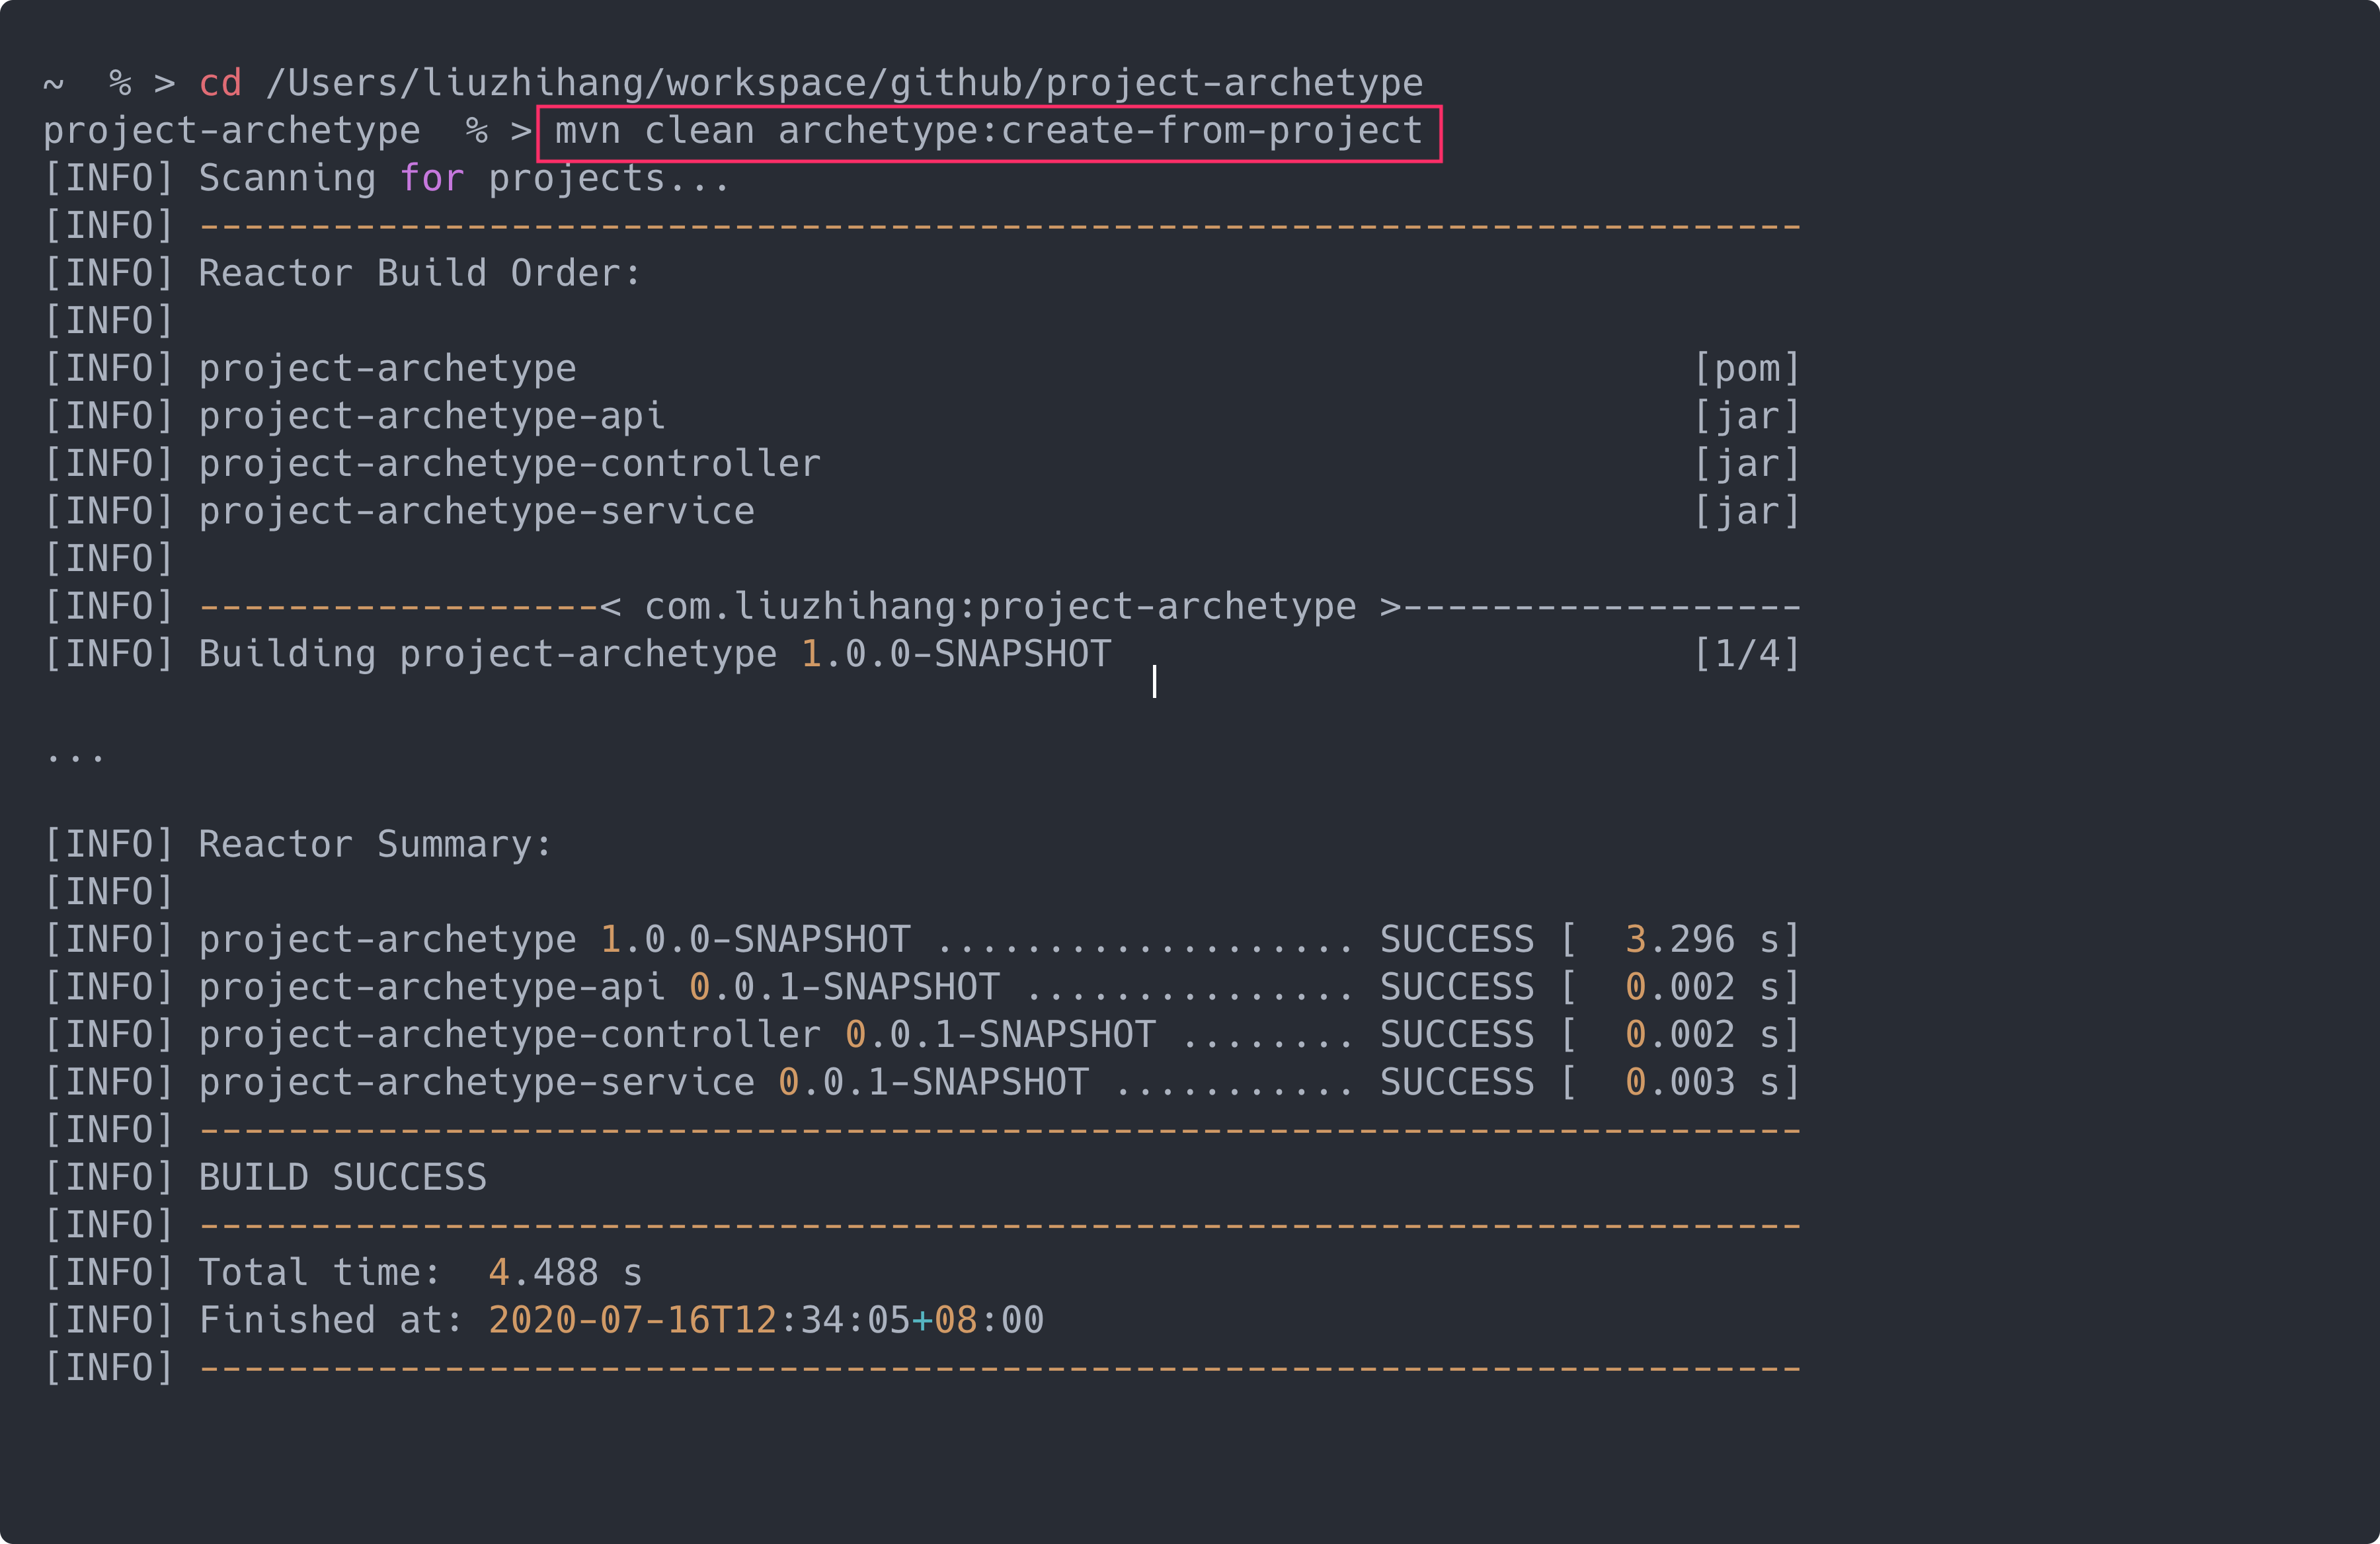 ~  % > cd /Users/liuzhihang/workspace/github/project-archetype
project-archetype  % > mvn clean archetype:create-from-project
[INFO] Scanning for projects...
[INFO] ------------------------------------------------------------------------
[INFO] Reactor Build Order:
[INFO]
[INFO] project-archetype                                                  [pom]
[INFO] project-archetype-api                                              [jar]
[INFO] project-archetype-controller                                       [jar]
[INFO] project-archetype-service                                          [jar]
[INFO]
[INFO] ------------------< com.liuzhihang:project-archetype >------------------
[INFO] Building project-archetype 1.0.0-SNAPSHOT                          [1/4]
...
[INFO] Reactor Summary:
[INFO]
[INFO] project-archetype 1.0.0-SNAPSHOT ................... SUCCESS [  3.296 s]
[INFO] project-archetype-api 0.0.1-SNAPSHOT ............... SUCCESS [  0.002 s]
[INFO] project-archetype-controller 0.0.1-SNAPSHOT ........ SUCCESS [  0.002 s]
[INFO] project-archetype-service 0.0.1-SNAPSHOT ........... SUCCESS [  0.003 s]
[INFO] ------------------------------------------------------------------------
[INFO] BUILD SUCCESS
[INFO] ------------------------------------------------------------------------
[INFO] Total time:  4.488 s
[INFO] Finished at: 2020-07-16T12:34:05+08:00
[INFO] ------------------------------------------------------------------------